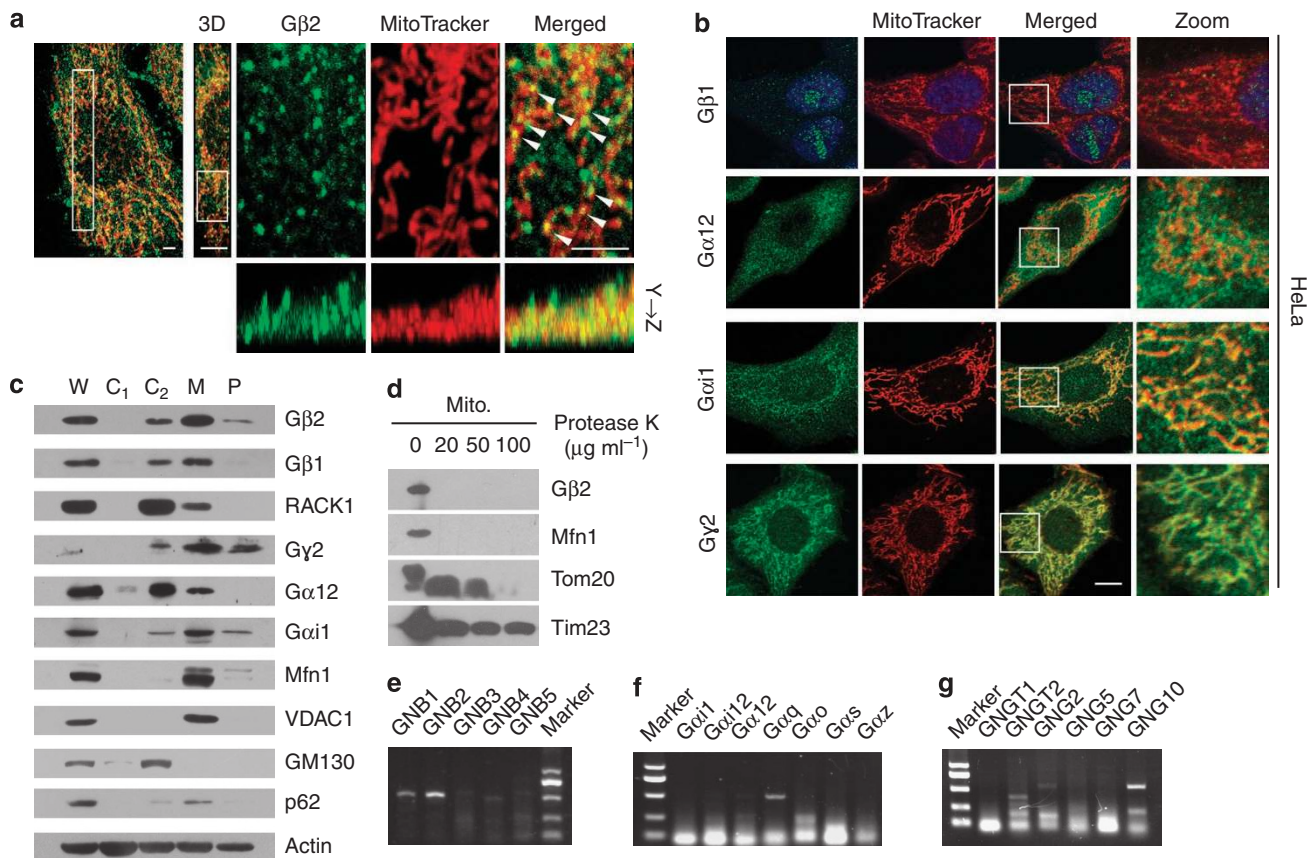 a
3D Gβ2 MitoTracker Merged
Y→Z
b
MitoTracker Merged Zoom
Gβ1
Gα12
Gαi1
Gγ2
HeLa
c
W C1 C2 M P
Gβ2
Gβ1
RACK1
Gγ2
Gα12
Gαi1
Mfn1
VDAC1
GM130
p62
Actin
d
Mito.
Protease K
0 20 50 100 (μg ml−1)
Gβ2
Mfn1
Tom20
Tim23
e
GNB1 GNB2 GNB3 GNB4 GNB5 Marker
f
Marker Gαi1 Gαi12 Gα12 Gαq Gαo Gαs Gαz
g
Marker GNGT1 GNGT2 GNG2 GNG5 GNG7 GNG10